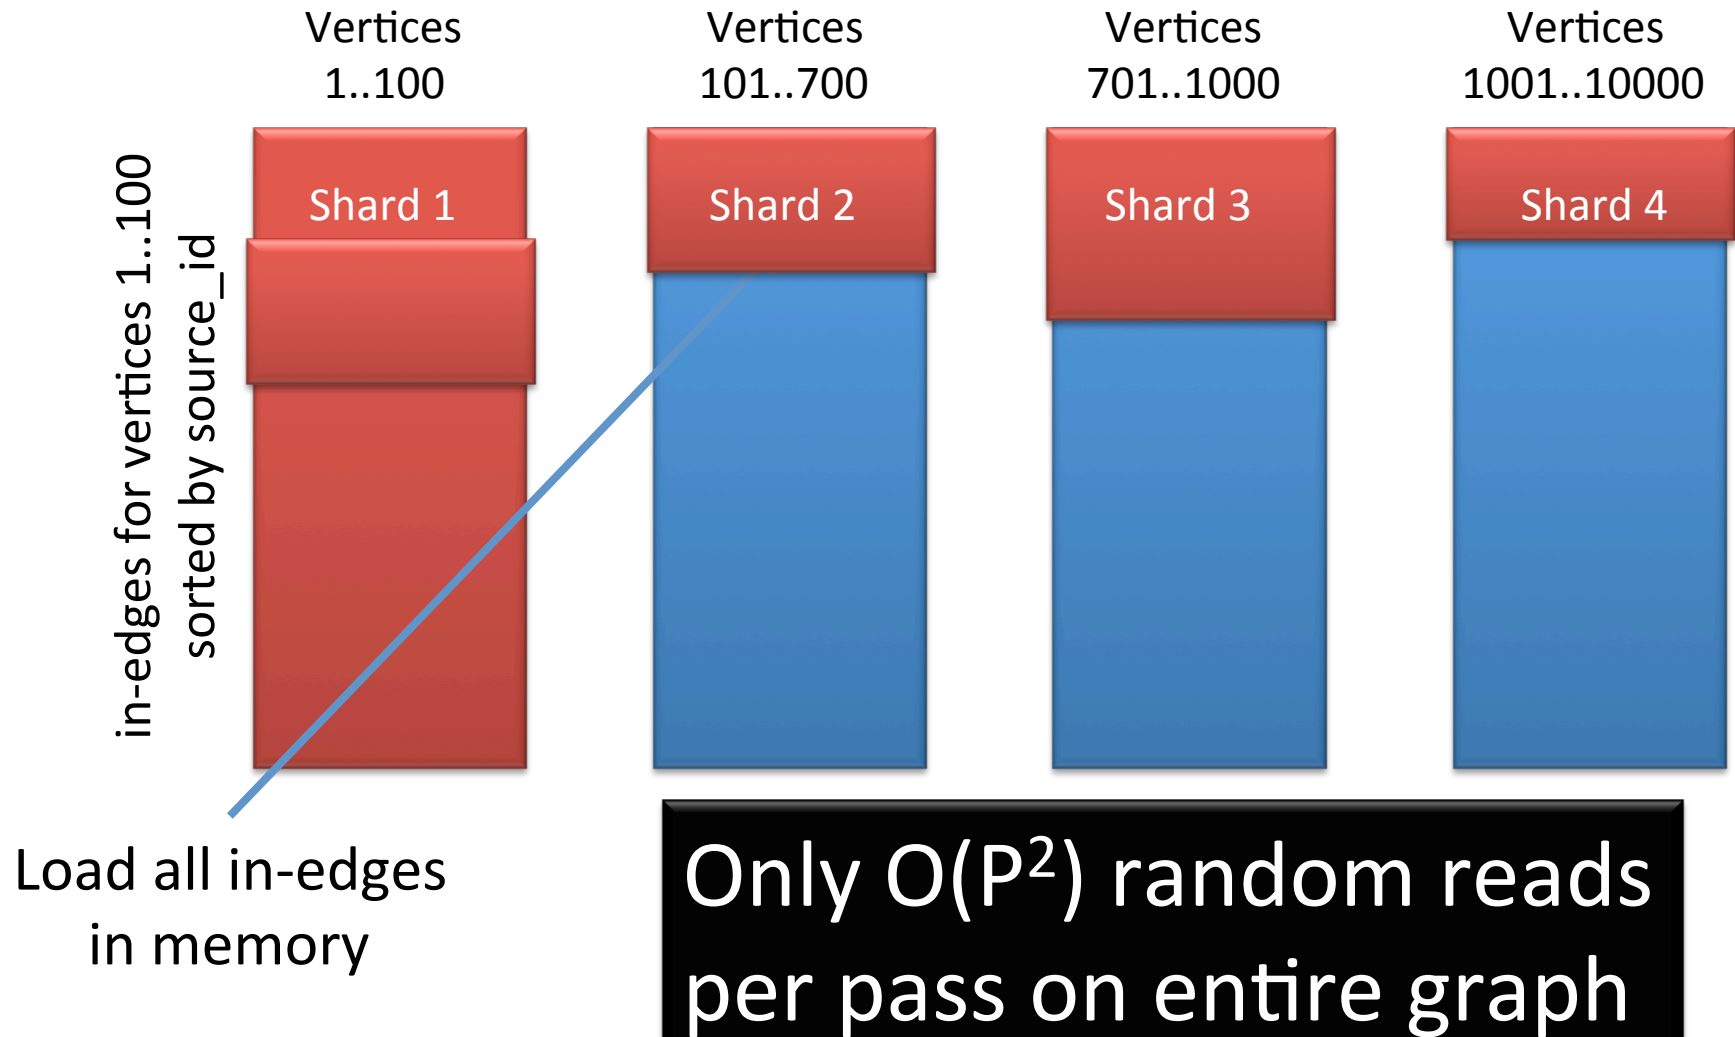 Vertices
1..100
Vertices
101..700
Vertices
701..1000
Vertices
1001..10000
in-edges for vertices 1..100
sorted by source_id
Shard 1
Shard 2
Shard 3
Shard 4
Load all in-edges
in memory
Only O(P²) random reads
per pass on entire graph